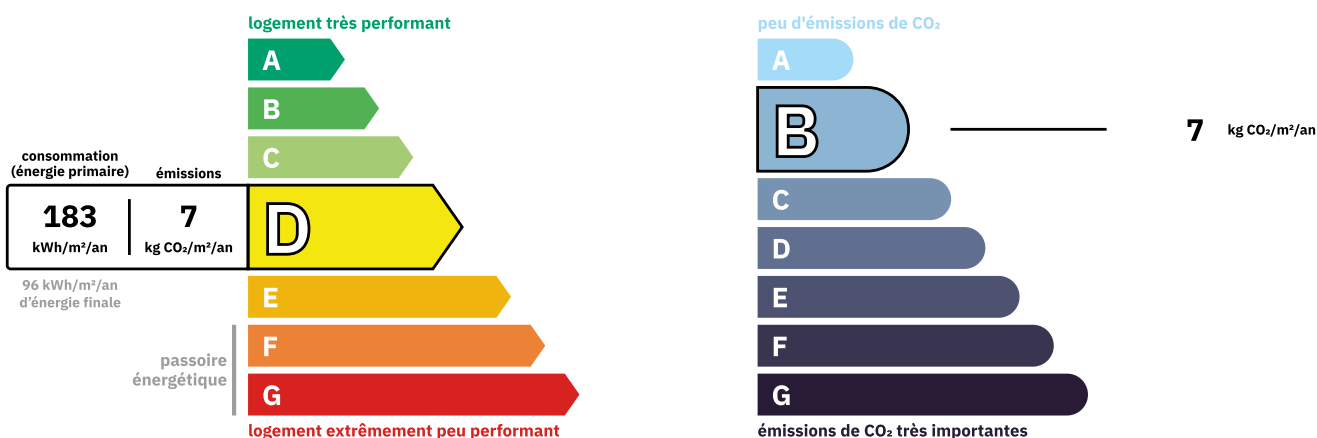 logement très performant
A
B
C
consommation
(énergie primaire)
émissions
183
kWh/m²/an
7
kg CO₂/m²/an
D
96 kWh/m²/an
d'énergie finale
E
passoire
énergétique
F
G
logement extrêmement peu performant
peu d'émissions de CO₂
A
B
7 kg CO₂/m²/an
C
D
E
F
G
émissions de CO₂ très importantes